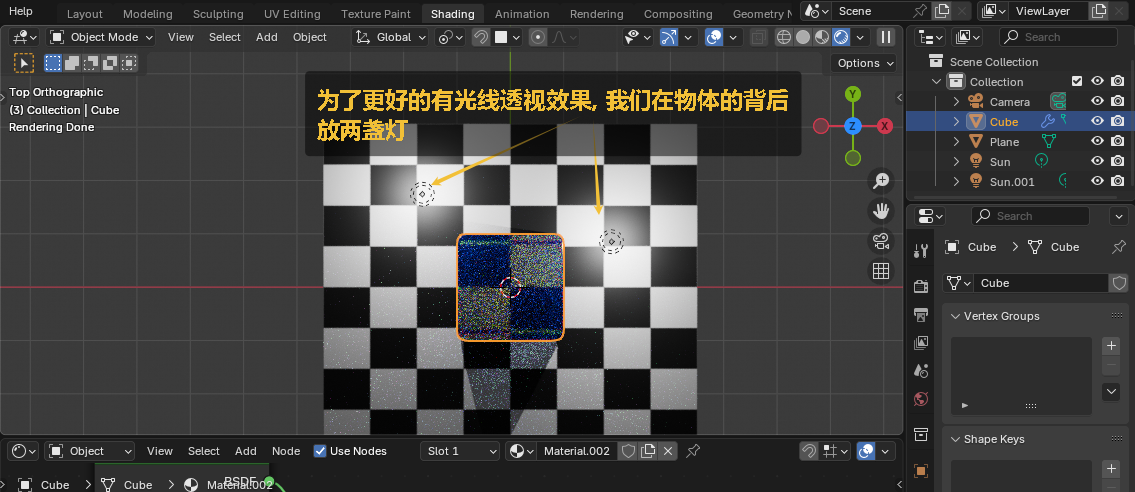 Help
Layout
Modeling
Sculpting
UV Editing
Texture Paint
Shading
Animation
Rendering
Compositing
Geometry N
Scene
ViewLayer
Object Mode
View
Select
Add
Object
Global
Search
Options
Top Orthographic
(3) Collection | Cube
Rendering Done
为了更好的有光线透视效果, 我们在物体的背后
放两盏灯
Y
Z
X
Scene Collection
Collection
Camera
Cube
Plane
Sun
Sun.001
Search
Cube
Cube
Cube
Vertex Groups
Shape Keys
Object
View
Select
Add
Node
Use Nodes
Slot 1
Material.002
Cube
Cube
Material.002
BSDF